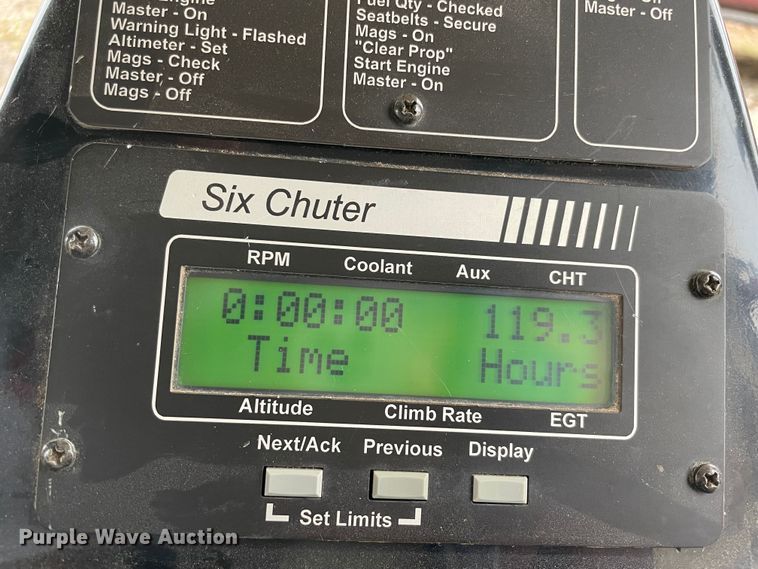 Engine
Master - On
Warning Light - Flashed
Altimeter - Set
Mags - Check
Master - Off
Mags - Off
Fuel Qty - Checked
Seatbelts - Secure
Mags - On
"Clear Prop"
Start Engine
Master - On
Master - Off
Six Chuter
RPM Coolant Aux CHT
0:00:00 119.3
Time Hours
Altitude Climb Rate EGT
Next/Ack Previous Display
Set Limits
Purple Wave Auction